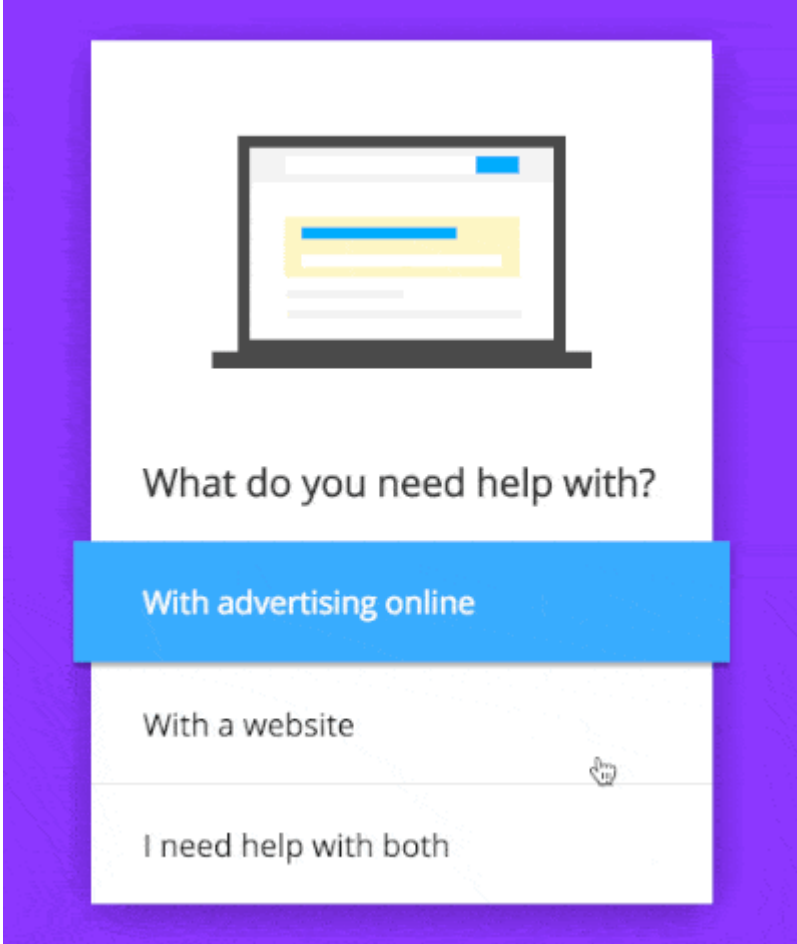 What do you need help with?
With advertising online
With a website
I need help with both